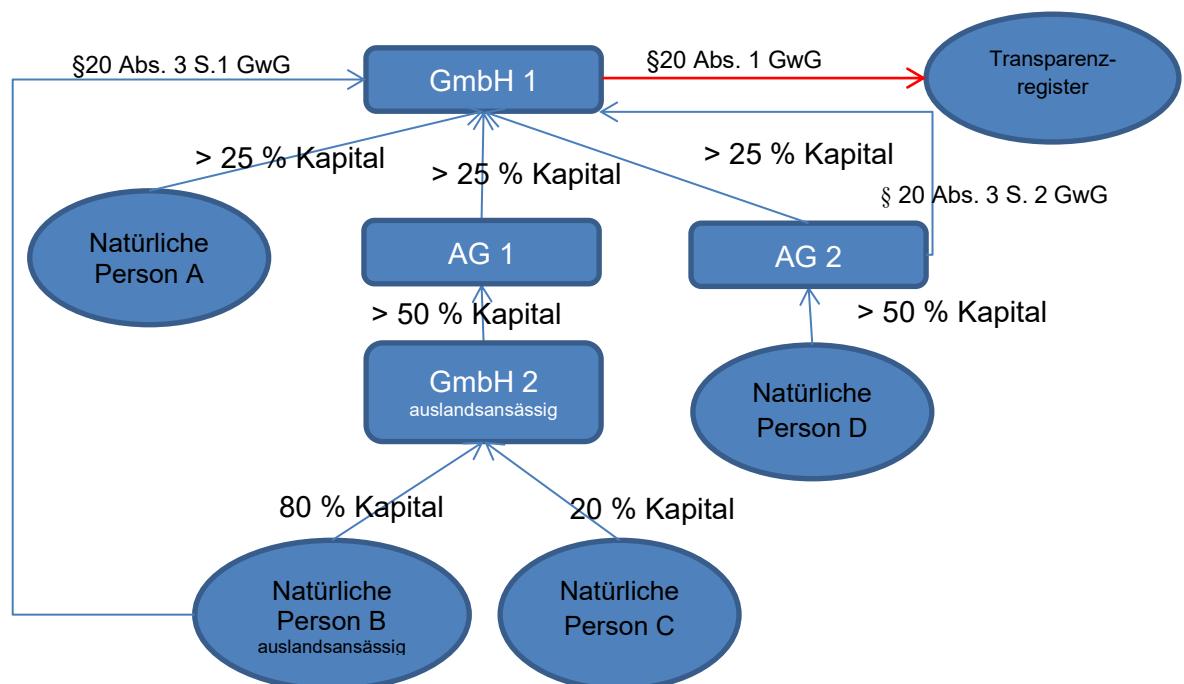 §20 Abs. 3 S.1 GwG
GmbH 1
§20 Abs. 1 GwG
Transparenz-
register
> 25 % Kapital
> 25 % Kapital
> 25 % Kapital
§ 20 Abs. 3 S. 2 GwG
Natürliche
Person A
AG 1
AG 2
> 50 % Kapital
> 50 % Kapital
GmbH 2
auslandsansässig
Natürliche
Person D
80 % Kapital
20 % Kapital
Natürliche
Person B
auslandsansässig
Natürliche
Person C